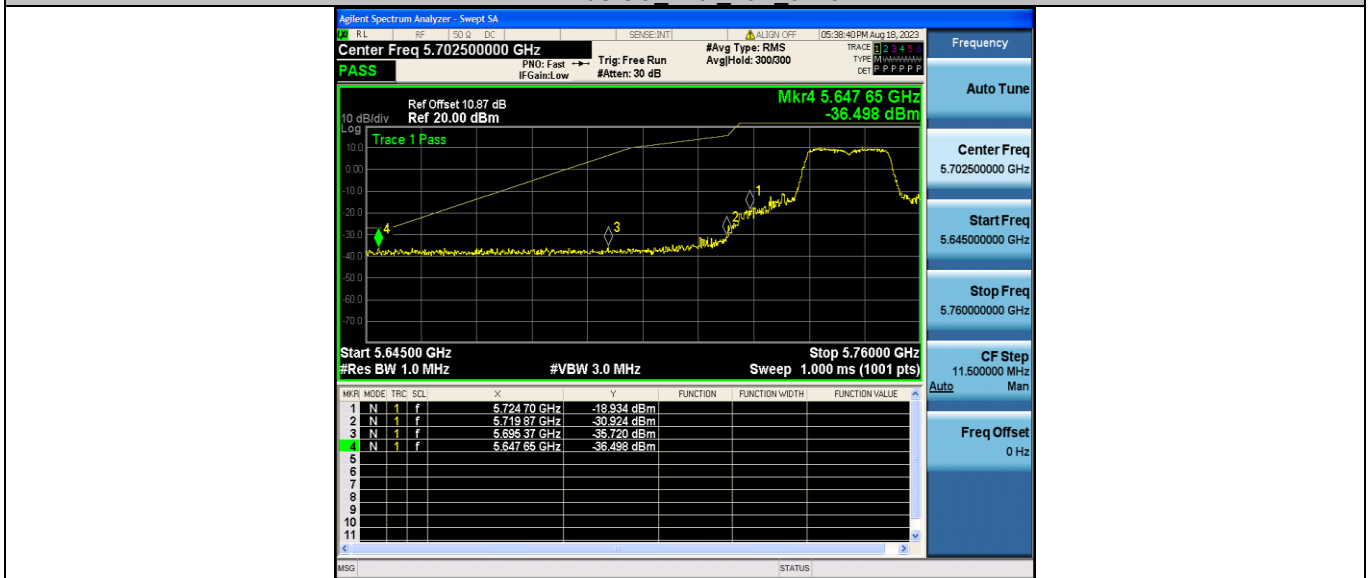 Agilent Spectrum Analyzer - Swept SA
RL RF 50 Ω DC SENSE:INT ALIGN OFF 05:38:40 PM Aug 18, 2023
Center Freq 5.702500000 GHz
#Avg Type: RMS
TRACE 1 2 3 4 5 6
PNO: Fast
Trig: Free Run
Avg|Hold: 300/300
TYPE M W W W W W
PASS
IFGain:Low
#Atten: 30 dB
DET P P P P P P
Mkr4 5.647 65 GHz
-36.498 dBm
Ref Offset 10.87 dB
10 dB/div Ref 20.00 dBm
Log
Trace 1 Pass
10.0
0.00
-10.0
-20.0
-30.0
-40.0
-50.0
-60.0
-70.0
1
2
3
4
Start 5.64500 GHz Stop 5.76000 GHz
#Res BW 1.0 MHz #VBW 3.0 MHz Sweep 1.000 ms (1001 pts)
MKR MODE TRC SCL X Y FUNCTION FUNCTION WIDTH FUNCTION VALUE
1 N 1 f 5.724 70 GHz -18.934 dBm
2 N 1 f 5.719 87 GHz -30.924 dBm
3 N 1 f 5.695 37 GHz -35.720 dBm
4 N 1 f 5.647 65 GHz -36.498 dBm
5
6
7
8
9
10
11
MSG STATUS
Frequency
Auto Tune
Center Freq
5.702500000 GHz
Start Freq
5.645000000 GHz
Stop Freq
5.760000000 GHz
CF Step
11.500000 MHz
Auto Man
Freq Offset
0 Hz